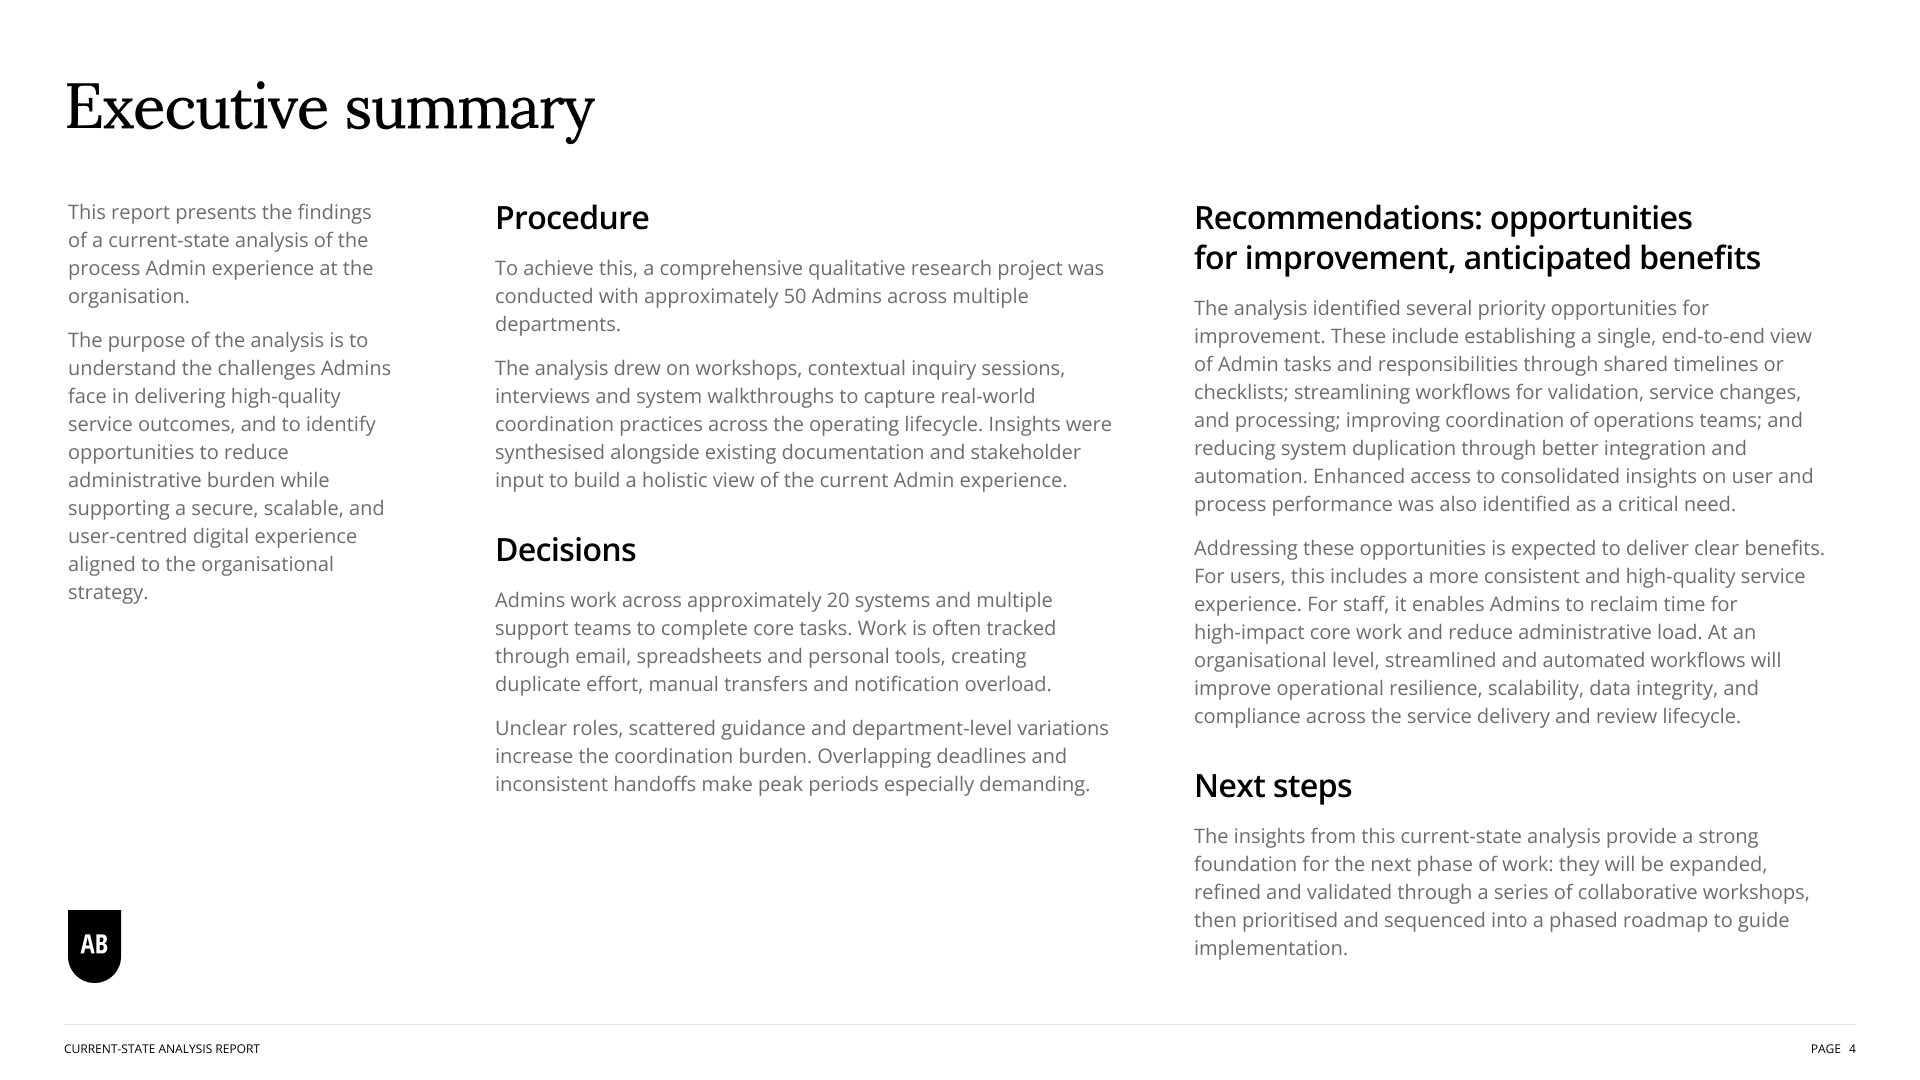 Executive summary
This report presents the findings
of a current-state analysis of the
process Admin experience at the
organisation.
The purpose of the analysis is to
understand the challenges Admins
face in delivering high-quality
service outcomes, and to identify
opportunities to reduce
administrative burden while
supporting a secure, scalable, and
user-centred digital experience
aligned to the organisational
strategy.
Procedure
To achieve this, a comprehensive qualitative research project was
conducted with approximately 50 Admins across multiple
departments.
The analysis drew on workshops, contextual inquiry sessions,
interviews and system walkthroughs to capture real-world
coordination practices across the operating lifecycle. Insights were
synthesised alongside existing documentation and stakeholder
input to build a holistic view of the current Admin experience.
Decisions
Admins work across approximately 20 systems and multiple
support teams to complete core tasks. Work is often tracked
through email, spreadsheets and personal tools, creating
duplicate effort, manual transfers and notification overload.
Unclear roles, scattered guidance and department-level variations
increase the coordination burden. Overlapping deadlines and
inconsistent handoffs make peak periods especially demanding.
Recommendations: opportunities
for improvement, anticipated benefits
The analysis identified several priority opportunities for
improvement. These include establishing a single, end-to-end view
of Admin tasks and responsibilities through shared timelines or
checklists; streamlining workflows for validation, service changes,
and processing; improving coordination of operations teams; and
reducing system duplication through better integration and
automation. Enhanced access to consolidated insights on user and
process performance was also identified as a critical need.
Addressing these opportunities is expected to deliver clear benefits.
For users, this includes a more consistent and high-quality service
experience. For staff, it enables Admins to reclaim time for
high-impact core work and reduce administrative load. At an
organisational level, streamlined and automated workflows will
improve operational resilience, scalability, data integrity, and
compliance across the service delivery and review lifecycle.
Next steps
The insights from this current-state analysis provide a strong
foundation for the next phase of work: they will be expanded,
refined and validated through a series of collaborative workshops,
then prioritised and sequenced into a phased roadmap to guide
implementation.
AB
CURRENT-STATE ANALYSIS REPORT
PAGE 4